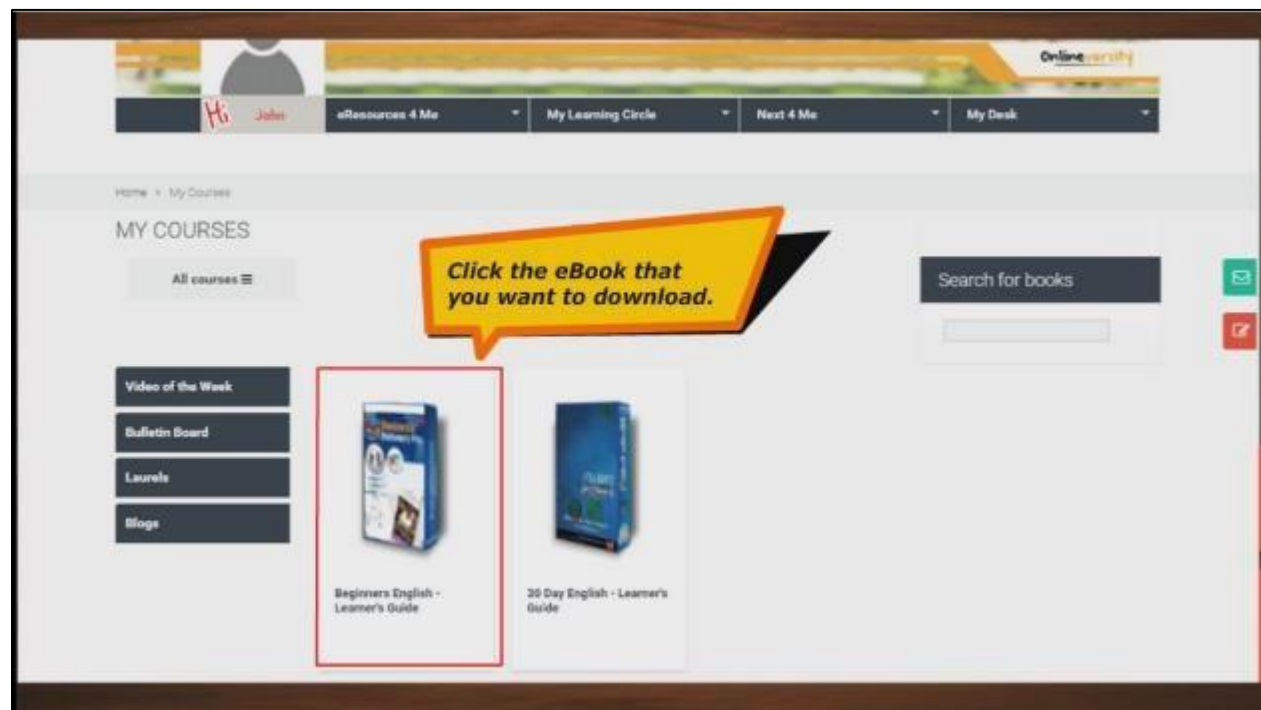 Onlinevarsity
Hi John
eResources 4 Me
My Learning Circle
Next 4 Me
My Desk
Home > My Courses
MY COURSES
All courses
Click the eBook that
you want to download.
Search for books
Video of the Week
Bulletin Board
Laurels
Blogs
Beginners English -
Learner's Guide
30 Day English - Learner's
Guide